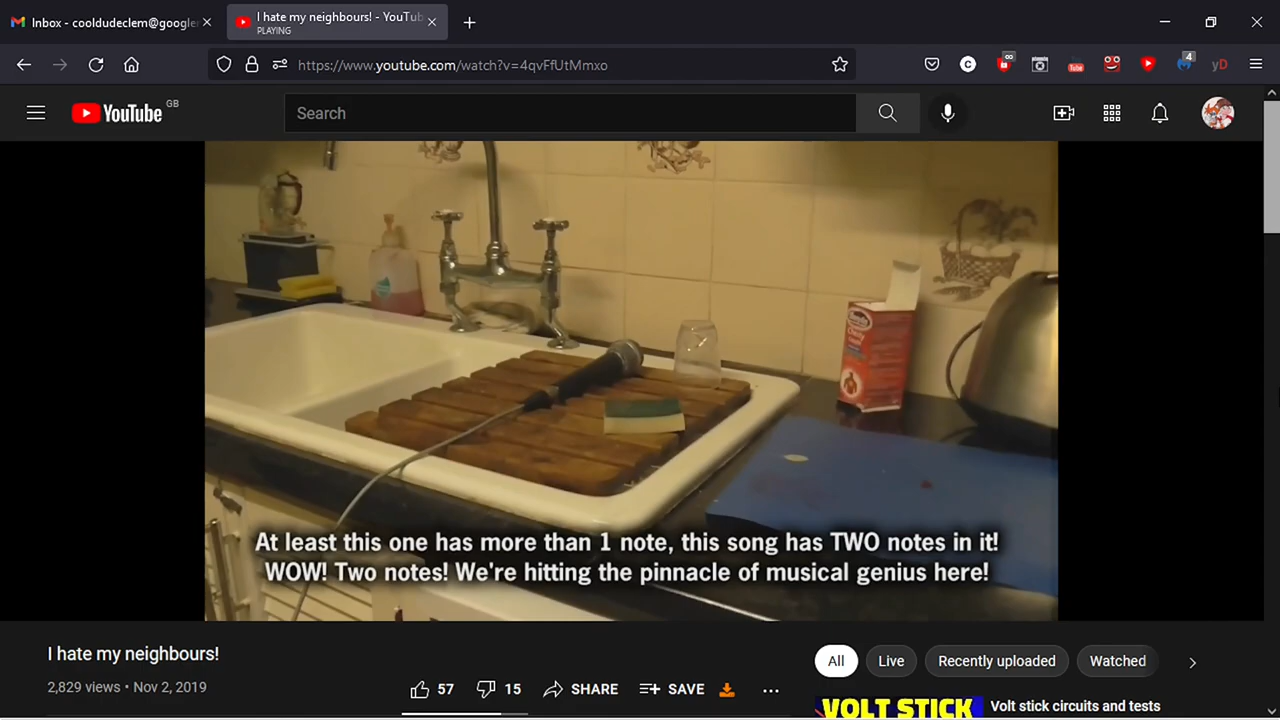 Inbox - cooldudeclem@google
I hate my neighbours! - YouTub
PLAYING
https://www.youtube.com/watch?v=4qvFfUtMmxo
4
yD
YouTube GB
Search
At least this one has more than 1 note, this song has TWO notes in it!
WOW! Two notes! We're hitting the pinnacle of musical genius here!
I hate my neighbours!
2,829 views • Nov 2, 2019
57
15
SHARE
SAVE
All
Live
Recently uploaded
Watched
VOLT STICK
Volt stick circuits and tests